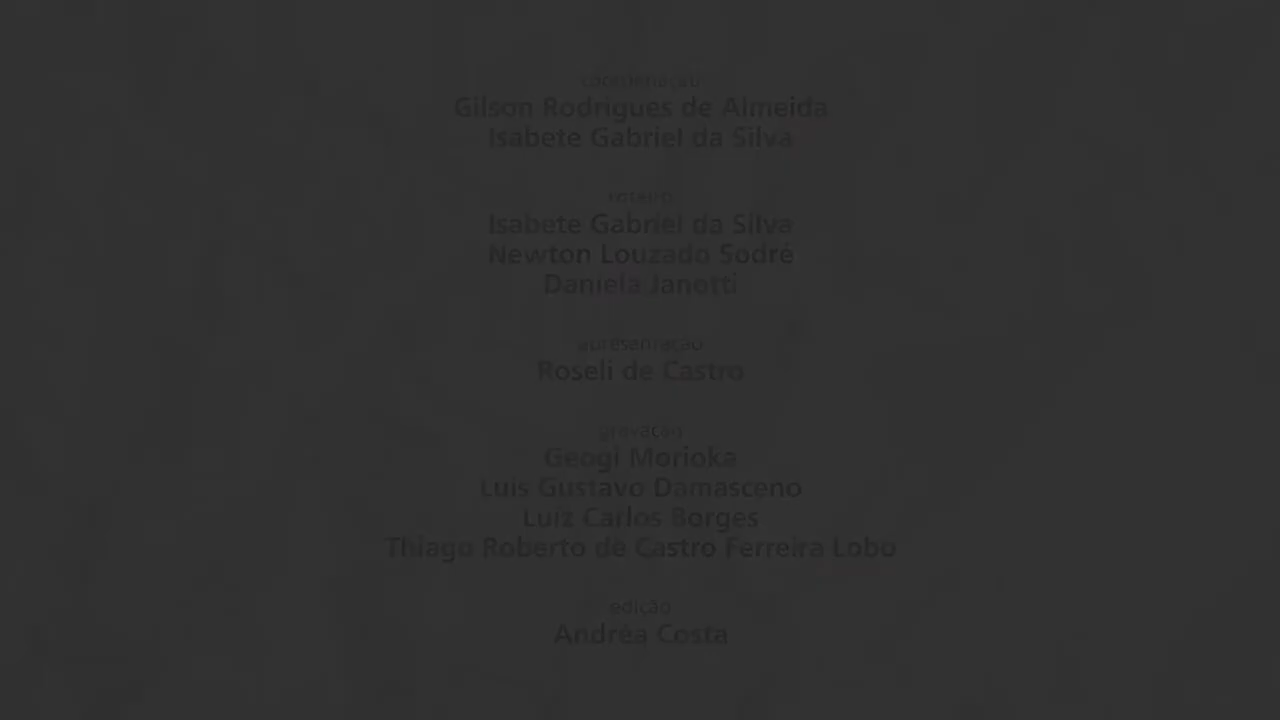 coordenação
Gilson Rodrigues de Almeida
Isabete Gabriel da Silva
roteiro
Isabete Gabriel da Silva
Newton Louzado Sodré
Daniela Janotti
apresentação
Roseli de Castro
gravação
Geogi Morioka
Luis Gustavo Damasceno
Luiz Carlos Borges
Thiago Roberto de Castro Ferreira Lobo
edição
Andréa Costa